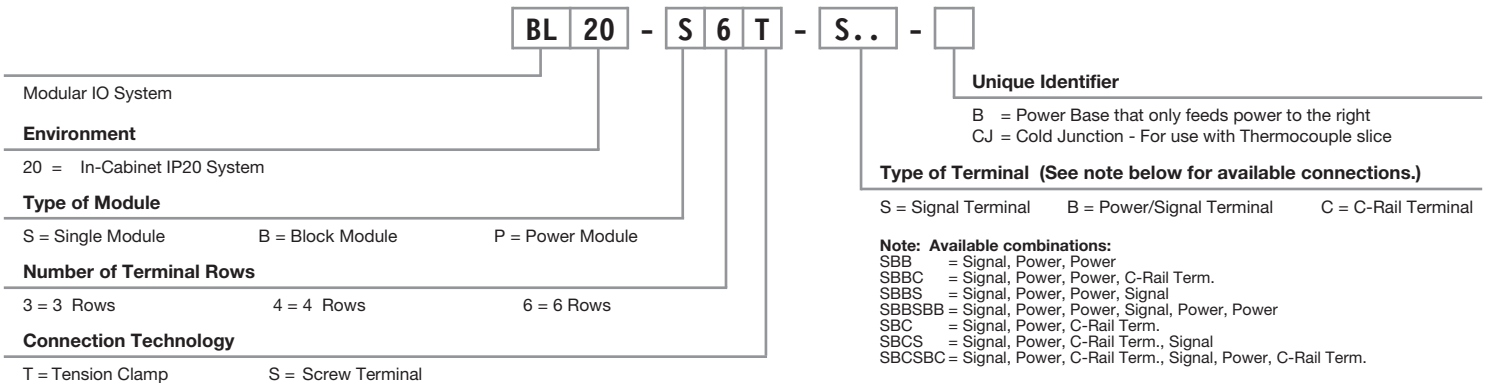 BL 20 - S 6 T - S.. -
Modular IO System
Environment
20 = In-Cabinet IP20 System
Type of Module
S = Single Module B = Block Module P = Power Module
Number of Terminal Rows
3 = 3 Rows 4 = 4 Rows 6 = 6 Rows
Connection Technology
T = Tension Clamp S = Screw Terminal
Unique Identifier
B = Power Base that only feeds power to the right
CJ = Cold Junction - For use with Thermocouple slice
Type of Terminal (See note below for available connections.)
S = Signal Terminal B = Power/Signal Terminal C = C-Rail Terminal
Note: Available combinations:
SBB = Signal, Power, Power
SBBC = Signal, Power, Power, C-Rail Term.
SBBS = Signal, Power, Power, Signal
SBBSBB = Signal, Power, Power, Signal, Power, Power
SBC = Signal, Power, C-Rail Term.
SBCS = Signal, Power, C-Rail Term., Signal
SBCSBC = Signal, Power, C-Rail Term., Signal, Power, C-Rail Term.